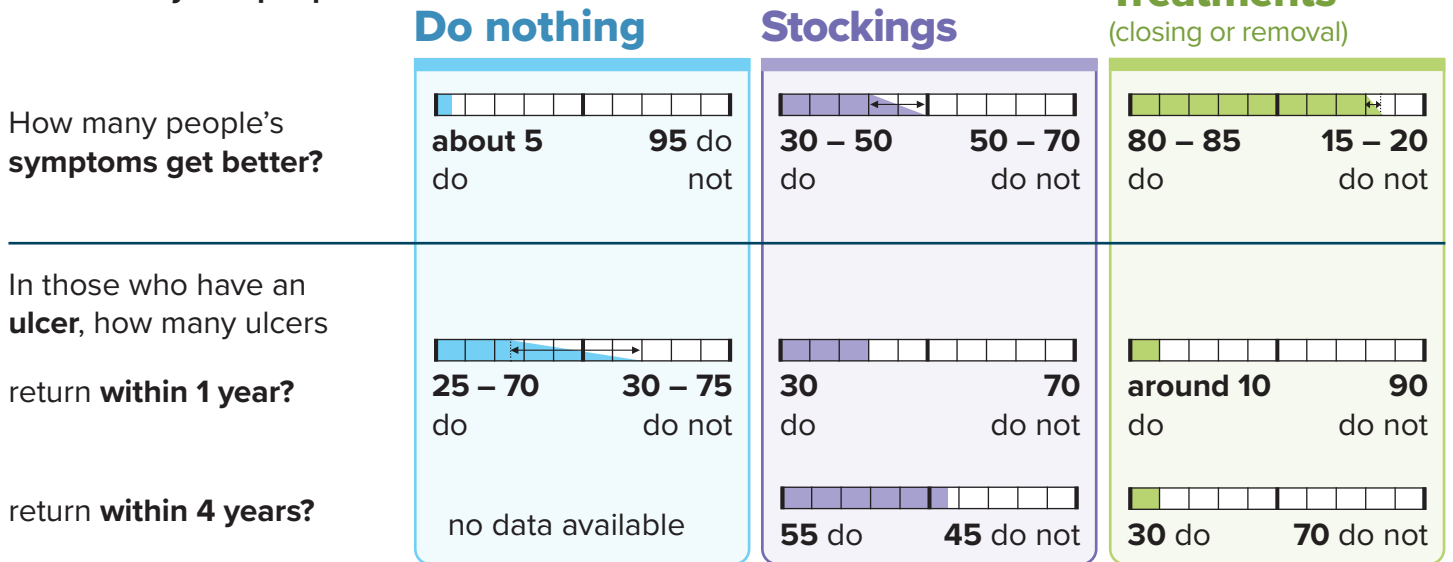 Do nothing
Stockings
Treatments
(closing or removal)
How many people's
symptoms get better?
about 5 95 do
do not
30 – 50 50 – 70
do do not
80 – 85 15 – 20
do do not
In those who have an
ulcer, how many ulcers
return within 1 year?
25 – 70 30 – 75
do do not
30 70
do do not
around 10 90
do do not
return within 4 years?
no data available
55 do 45 do not
30 do 70 do not